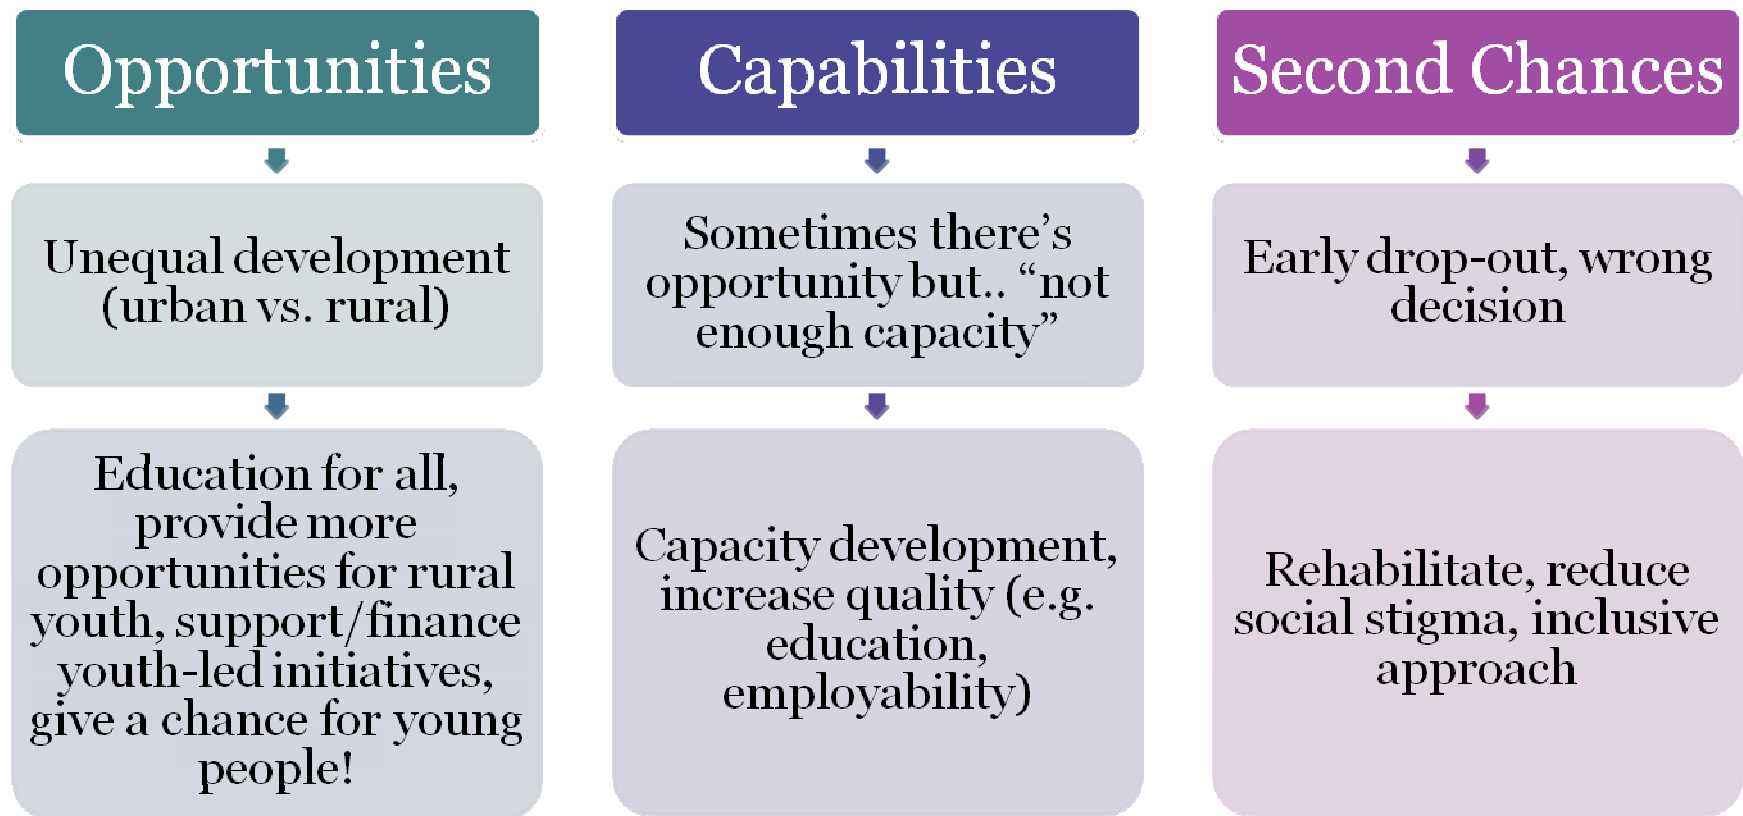 Opportunities
Unequal development
(urban vs. rural)
Education for all,
provide more
opportunities for rural
youth, support/finance
youth-led initiatives,
give a chance for young
people!
Capabilities
Sometimes there’s
opportunity but.. “not
enough capacity”
Capacity development,
increase quality (e.g.
education,
employability)
Second Chances
Early drop-out, wrong
decision
Rehabilitate, reduce
social stigma, inclusive
approach